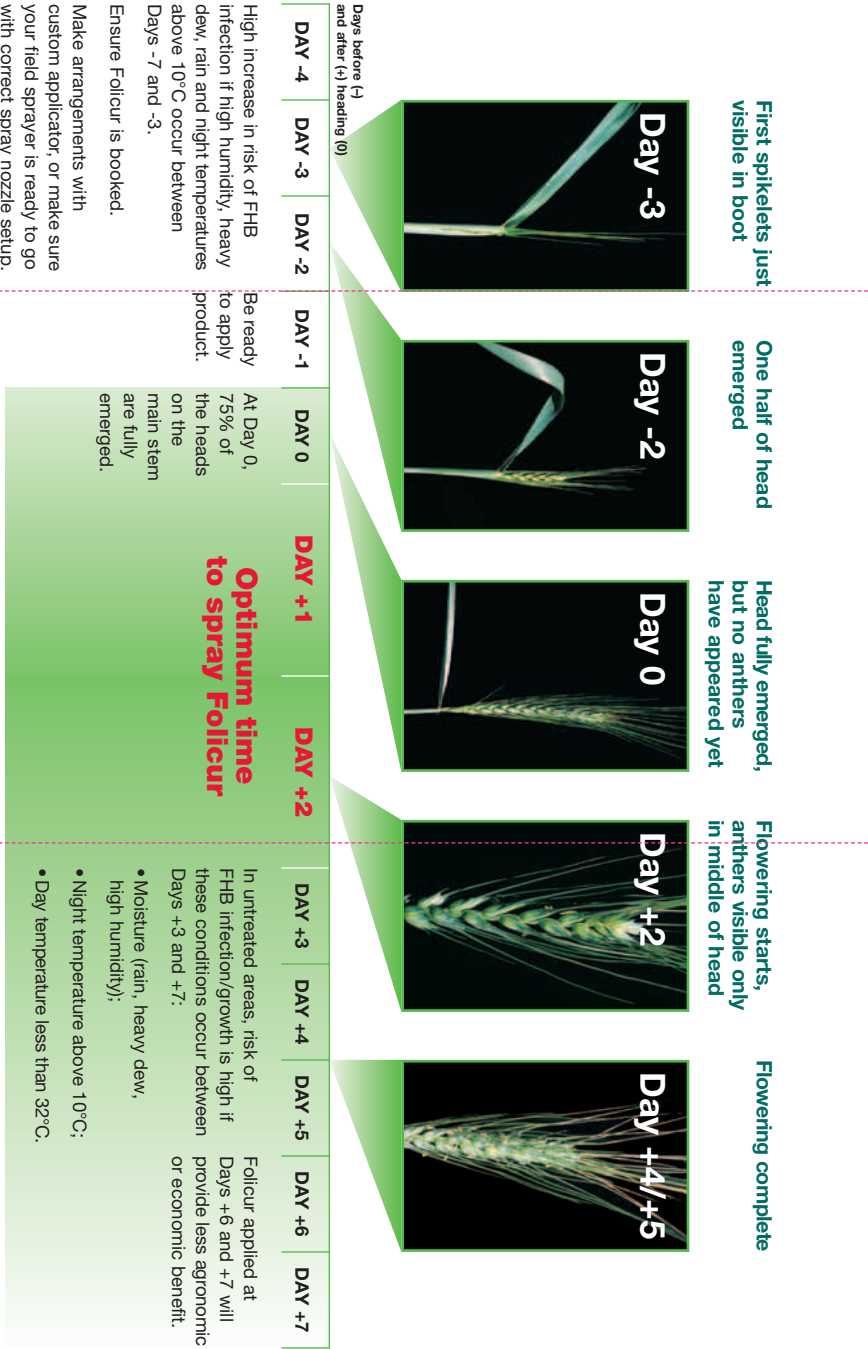 First spikelets just
visible in boot
One half of head
emerged
Head fully emerged,
but no anthers
have appeared yet
Flowering starts,
anthers visible only
in middle of head
Flowering complete
Day -3
Day -2
Day 0
Day +2
Day +4/+5
Days before (-)
and after (+) heading (0)
DAY -4
DAY -3
DAY -2
DAY -1
DAY 0
DAY +1
DAY +2
DAY +3
DAY +4
DAY +5
DAY +6
DAY +7
High increase in risk of FHB
infection if high humidity, heavy
dew, rain and night temperatures
above 10°C occur between
Days -7 and -3.
Ensure Folicur is booked.
Make arrangements with
custom applicator, or make sure
your field sprayer is ready to go
with correct spray nozzle setup.
Be ready
to apply
product.
At Day 0,
75% of
the heads
on the
main stem
are fully
emerged.
Optimum time
to spray Folicur
In untreated areas, risk of
FHB infection/growth is high if
these conditions occur between
Days +3 and +7:
• Moisture (rain, heavy dew,
high humidity);
• Night temperature above 10°C;
• Day temperature less than 32°C.
Folicur applied at
Days +6 and +7 will
provide less agronomic
or economic benefit.